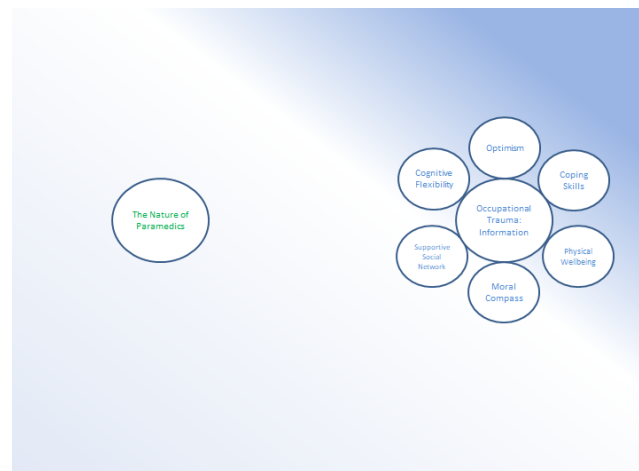 The Nature of
Paramedics
Optimism
Cognitive
Flexibility
Coping
Skills
Occupational
Trauma:
Information
Supportive
Social
Network
Physical
Wellbeing
Moral
Compass